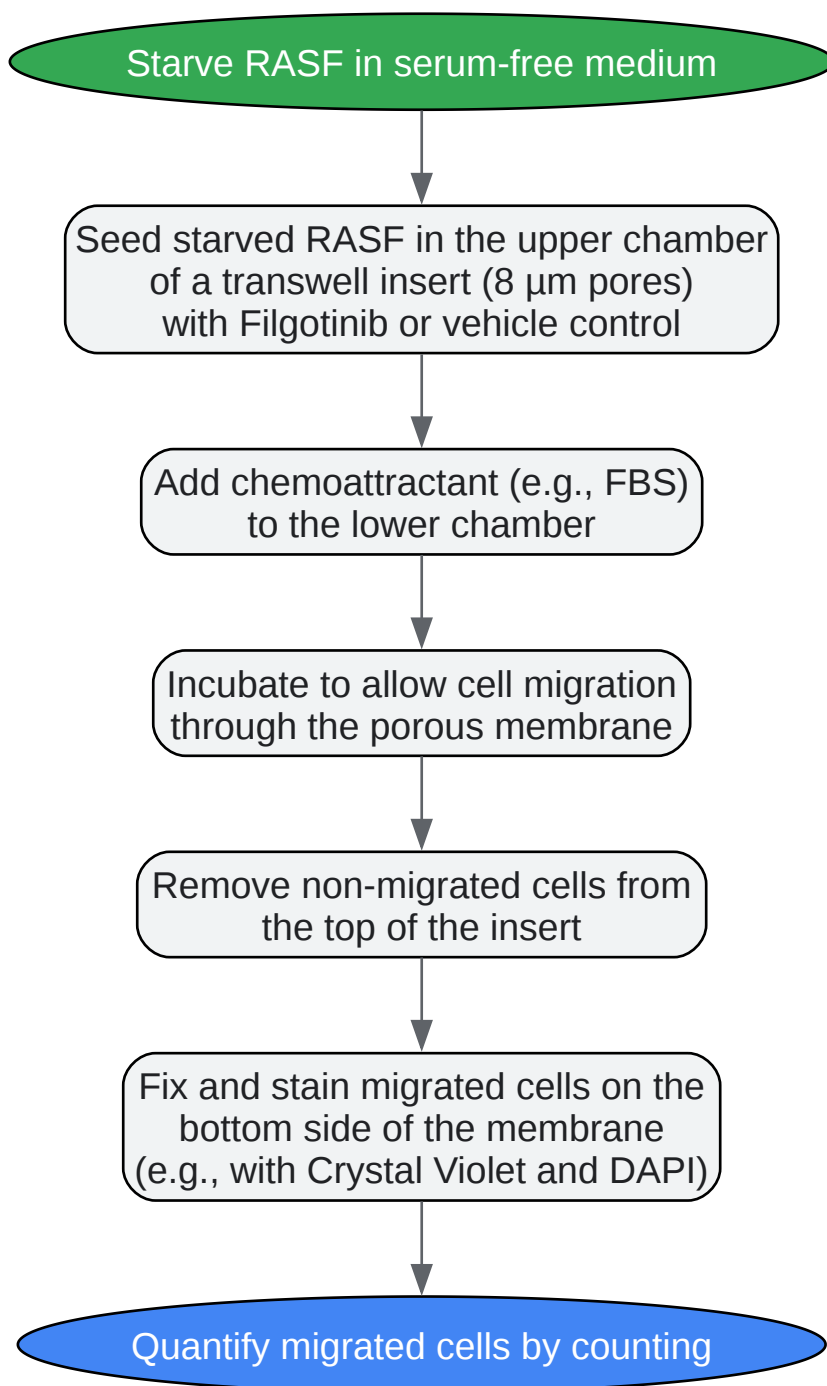 Starve RASF in serum-free medium
Seed starved RASF in the upper chamber
of a transwell insert (8 µm pores)
with Filgotinib or vehicle control
Add chemoattractant (e.g., FBS)
to the lower chamber
Incubate to allow cell migration
through the porous membrane
Remove non-migrated cells from
the top of the insert
Fix and stain migrated cells on the
bottom side of the membrane
(e.g., with Crystal Violet and DAPI)
Quantify migrated cells by counting